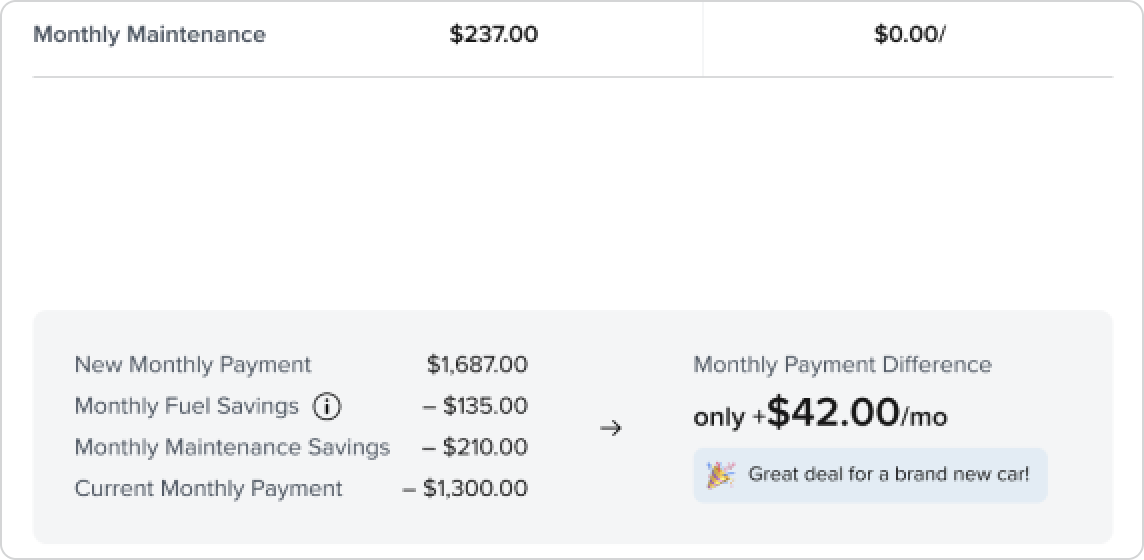 Monthly Maintenance $237.00 $0.00/
New Monthly Payment $1,687.00
Monthly Fuel Savings – $135.00
Monthly Maintenance Savings – $210.00
Current Monthly Payment – $1,300.00
Monthly Payment Difference
only +$42.00/mo
Great deal for a brand new car!